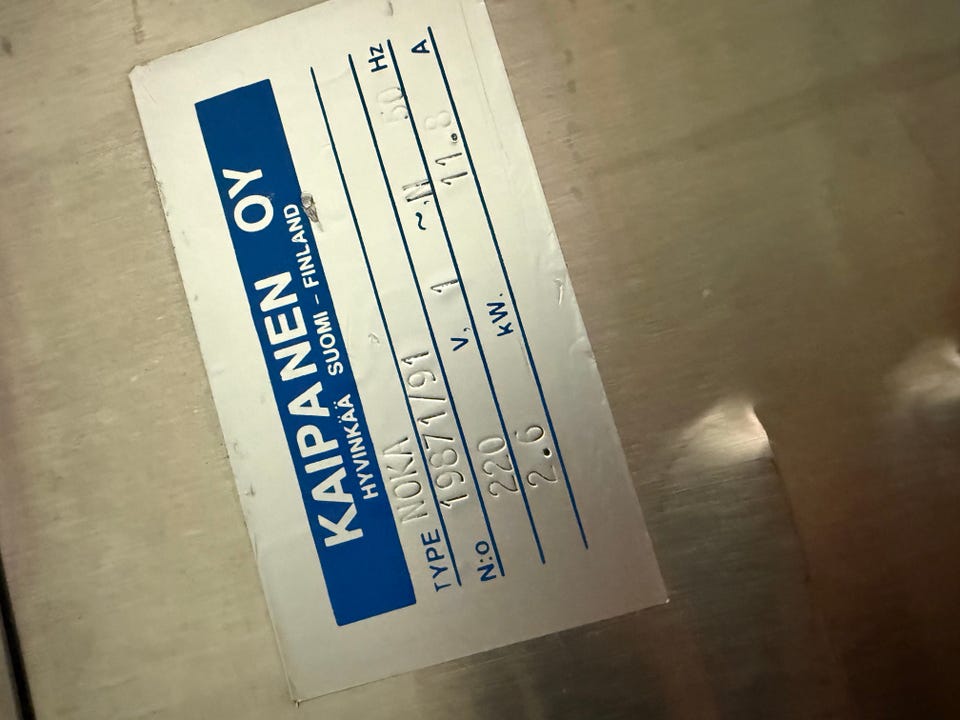 KAIPANEN OY
HYVINKÄÄ SUOMI – FINLAND
TYPE NOKA
N:o 19871/91
220 V, 1 ~,N 50 Hz
2.6 kW. 11.8 A